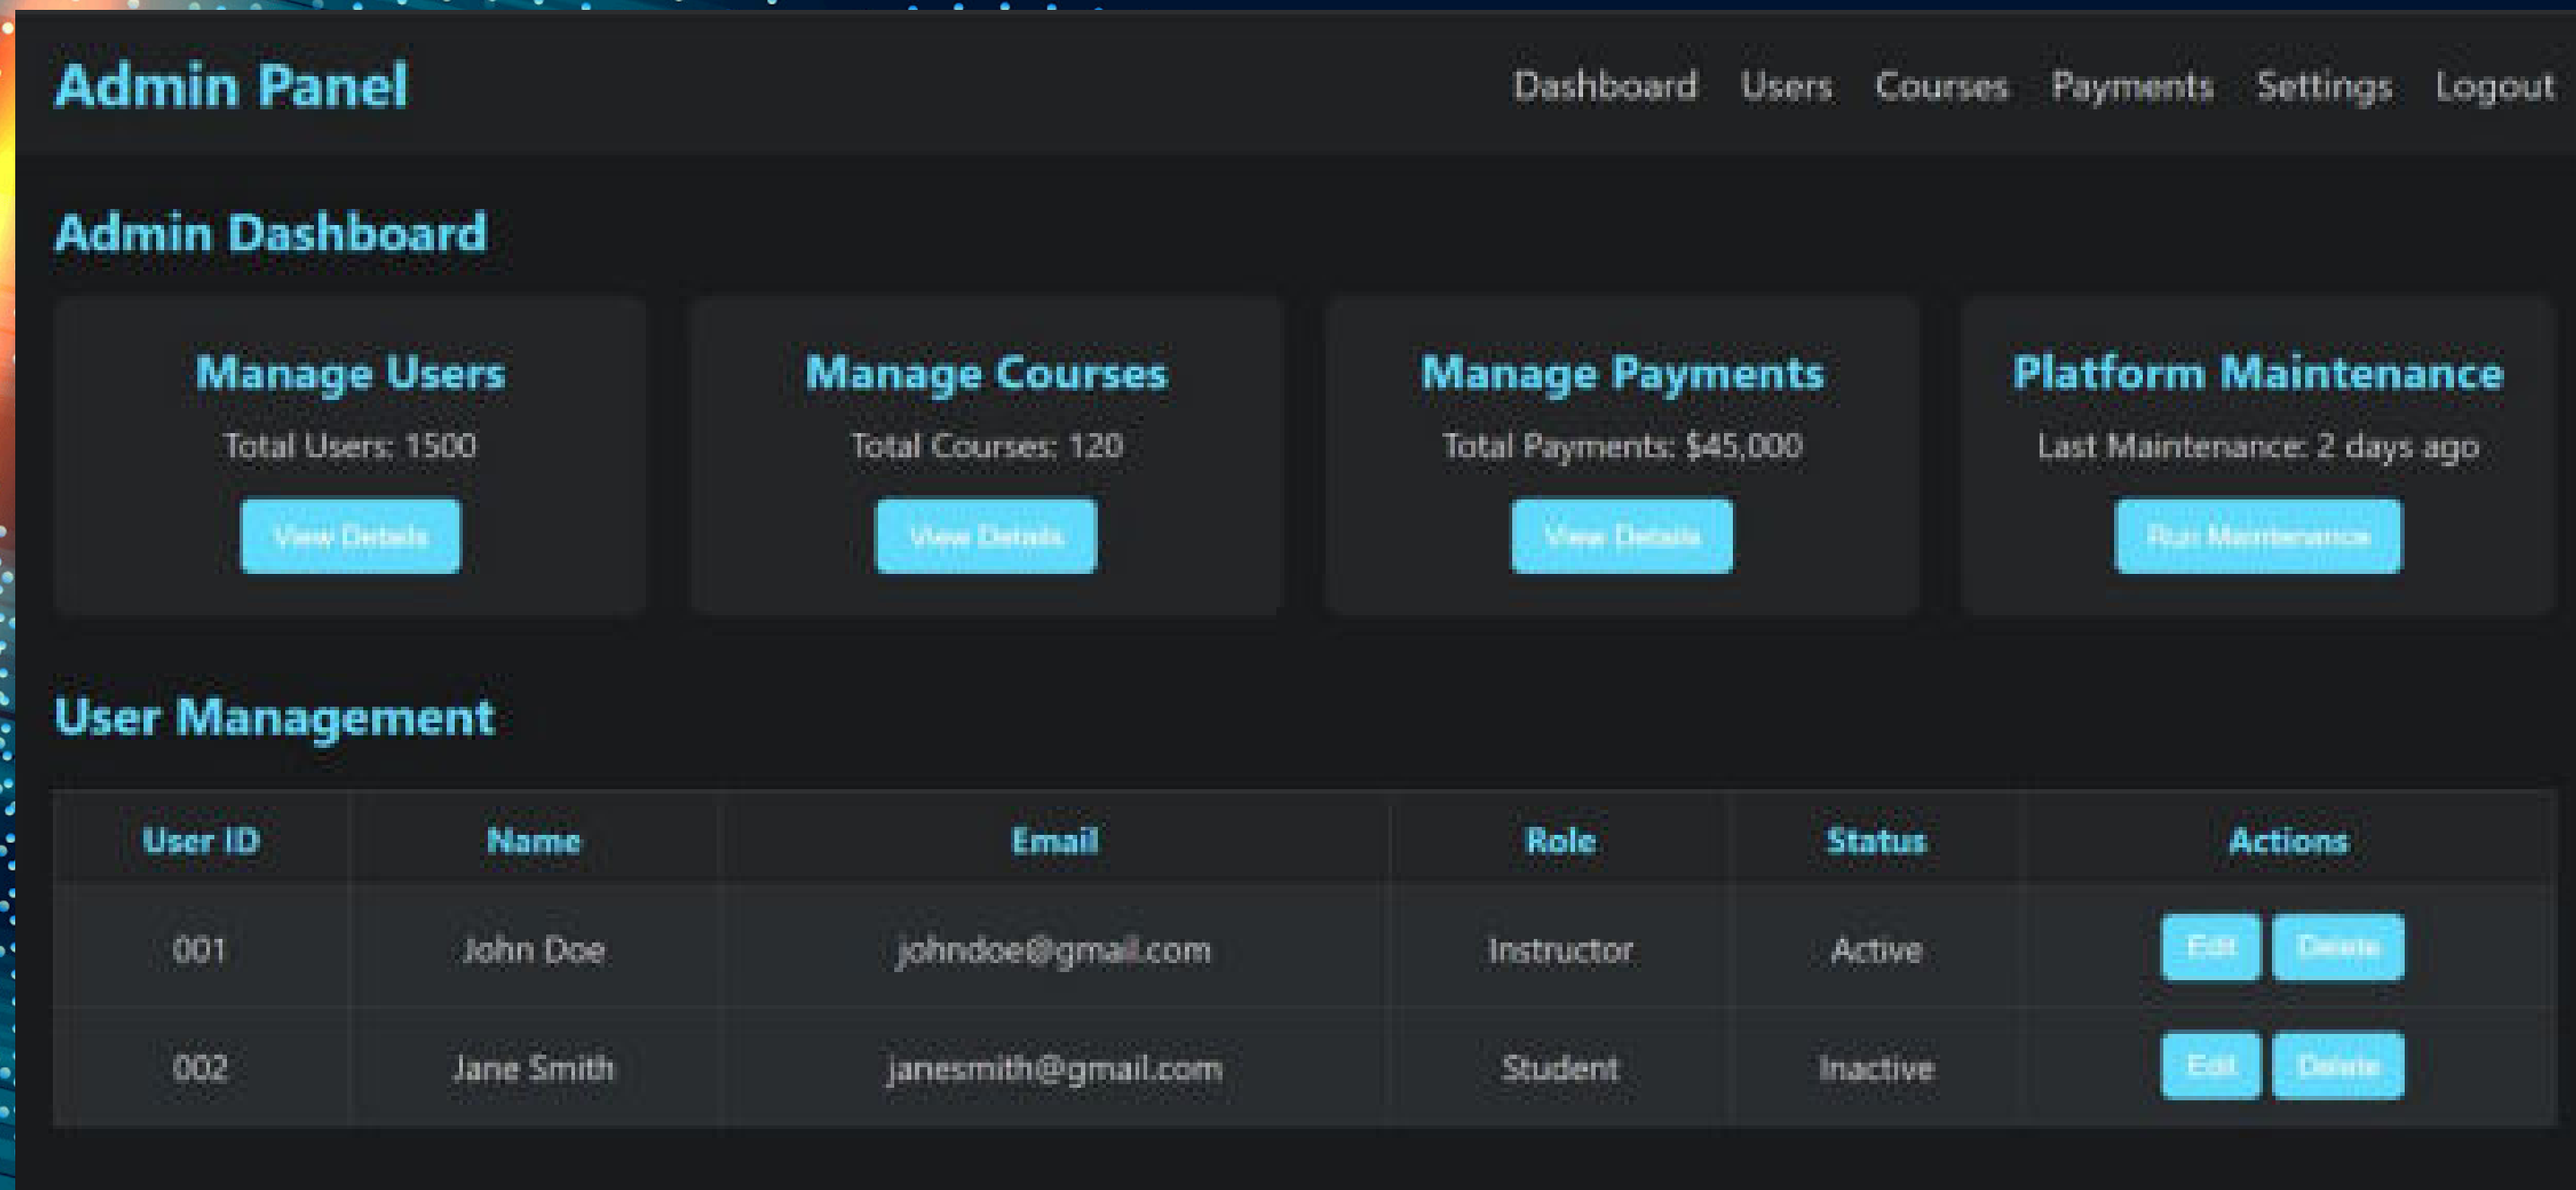 Admin Panel Dashboard Users Courses Payments Settings Logout
Admin Dashboard
Manage Users
Total Users: 1500
View Details
Manage Courses
Total Courses: 120
View Details
Manage Payments
Total Payments: $45,000
View Details
Platform Maintenance
Last Maintenance: 2 days ago
Run Maintenance
User Management
User ID Name Email Role Status Actions
001 John Doe johndoe@gmail.com Instructor Active Edit Delete
002 Jane Smith janesmith@gmail.com Student Inactive Edit Delete